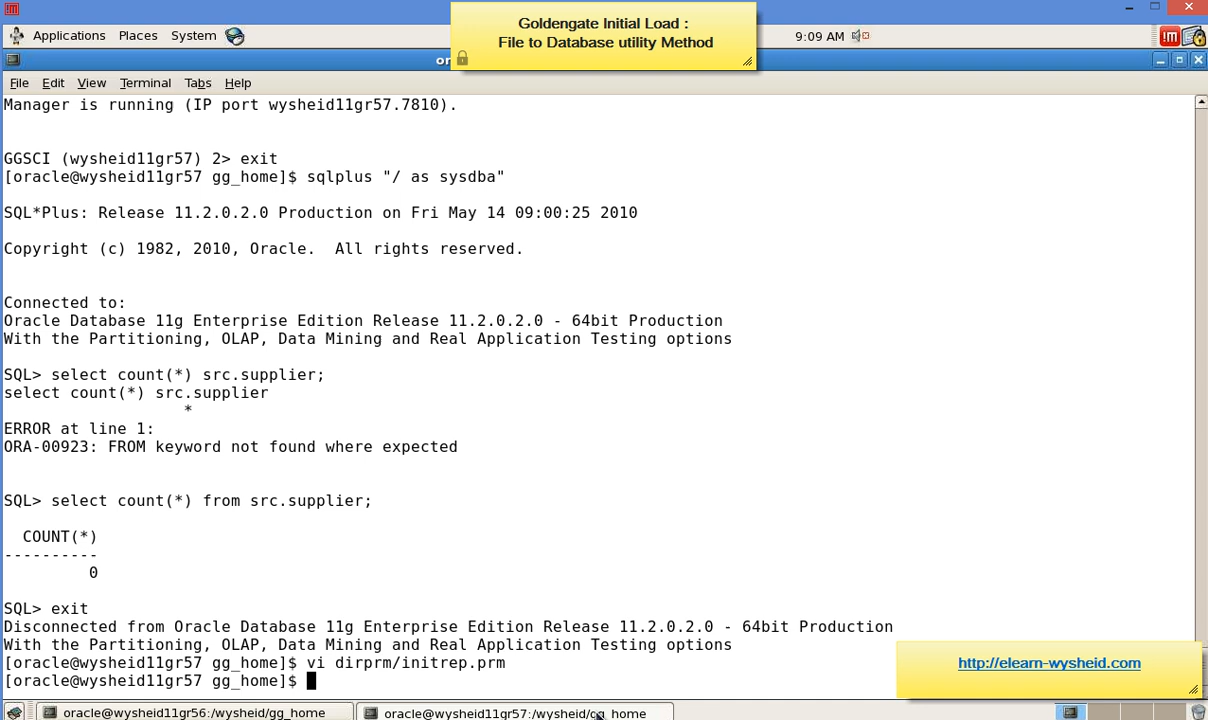 Goldengate Initial Load :
File to Database utility Method
Applications Places System
9:09 AM
or
File Edit View Terminal Tabs Help
Manager is running (IP port wysheid11gr57.7810).
GGSCI (wysheid11gr57) 2> exit
[oracle@wysheid11gr57 gg_home]$ sqlplus "/ as sysdba"
SQL*Plus: Release 11.2.0.2.0 Production on Fri May 14 09:00:25 2010
Copyright (c) 1982, 2010, Oracle.  All rights reserved.
Connected to:
Oracle Database 11g Enterprise Edition Release 11.2.0.2.0 - 64bit Production
With the Partitioning, OLAP, Data Mining and Real Application Testing options
SQL> select count(*) src.supplier;
select count(*) src.supplier
*
ERROR at line 1:
ORA-00923: FROM keyword not found where expected
SQL> select count(*) from src.supplier;
COUNT(*)
----------
0
SQL> exit
Disconnected from Oracle Database 11g Enterprise Edition Release 11.2.0.2.0 - 64bit Production
With the Partitioning, OLAP, Data Mining and Real Application Testing options
[oracle@wysheid11gr57 gg_home]$ vi dirprm/initrep.prm
[oracle@wysheid11gr57 gg_home]$
http://elearn-wysheid.com
oracle@wysheid11gr56:/wysheid/gg_home
oracle@wysheid11gr57:/wysheid/gg_home